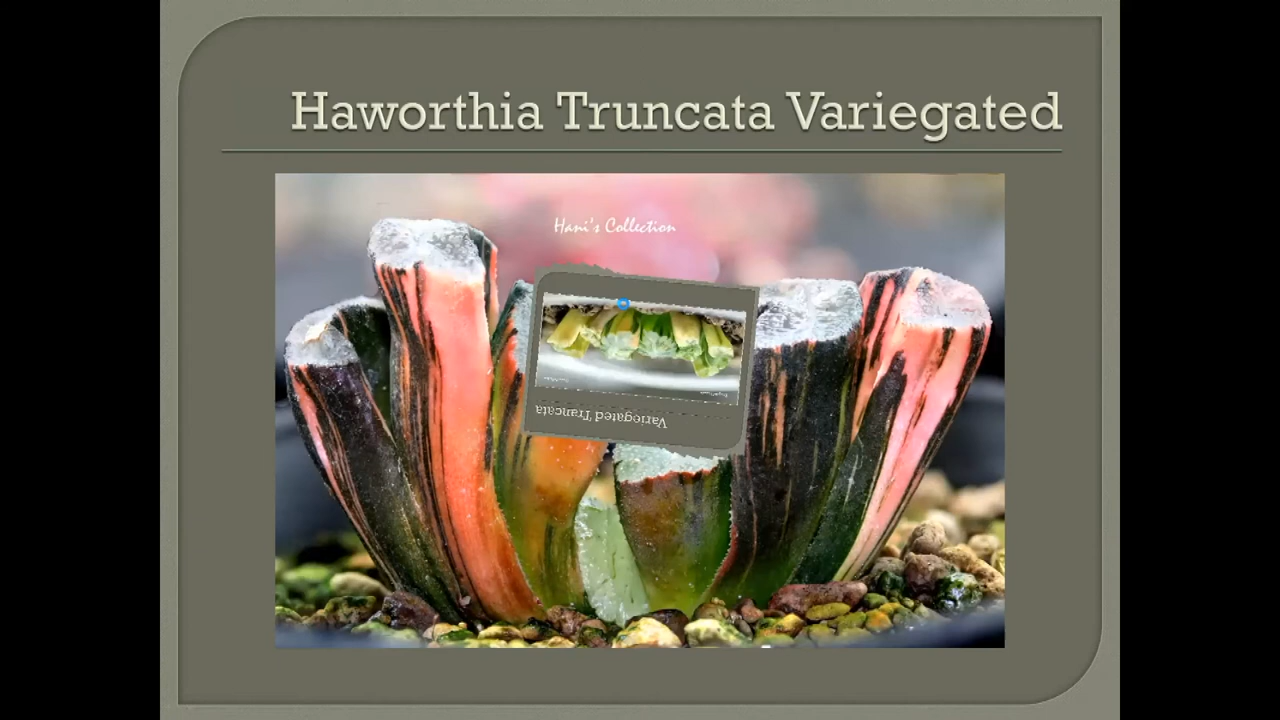 Haworthia Truncata Variegated
Hani's Collection
Variegated Truncata